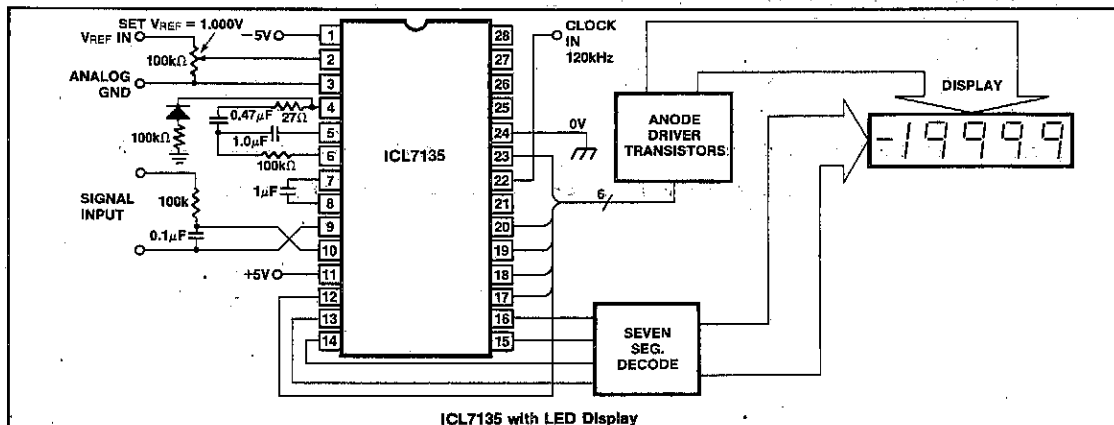 SET VREF = 1.000V
VREF IN
100kΩ
ANALOG
GND
0.47μF
27Ω
1.0μF
100kΩ
100kΩ
1μF
SIGNAL
INPUT
100k
0.1μF
−5V
+5V
1
2
3
4
5
6
7
8
9
10
11
12
13
14
ICL7135
28
27
26
25
24
23
22
21
20
19
18
17
16
15
CLOCK
IN
120kHz
0V
6
ANODE
DRIVER
TRANSISTORS
DISPLAY
-19999
SEVEN
SEG.
DECODE
ICL7135 with LED Display